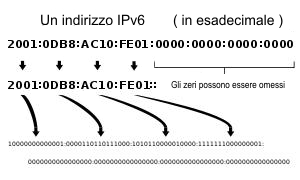 Un indirizzo IPv6 ( in esadecimale )
2001:0DB8:AC10:FE01:0000:0000:0000:0000
2001:0DB8:AC10:FE01:: Gli zeri possono essere omessi
10000000000001:0000110110111000:1010110000010000:1111111000000001:
0000000000000000:0000000000000000:0000000000000000:0000000000000000